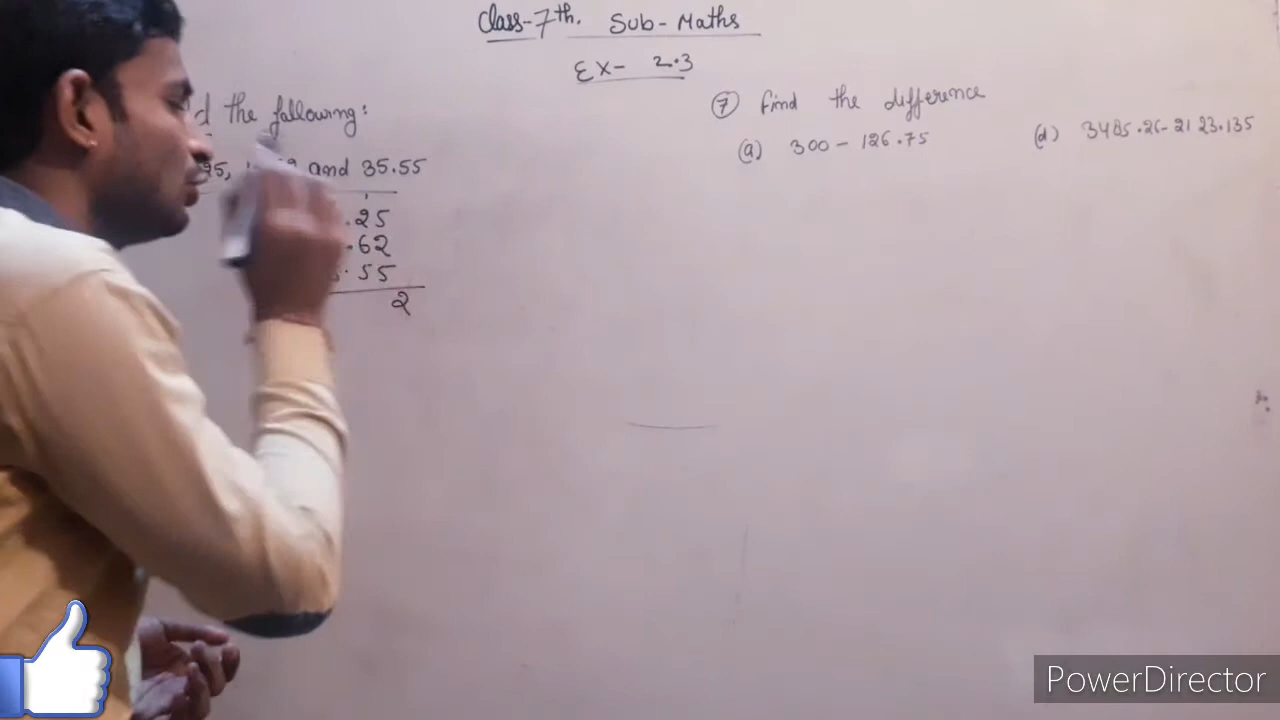 Class-7th. Sub-Maths
Ex- 2.3
the following:
and 35.55
.25
.62
.55
2
⑦ find the difference
(a) 300 - 126.75
(d) 3485.26-2123.135
PowerDirector